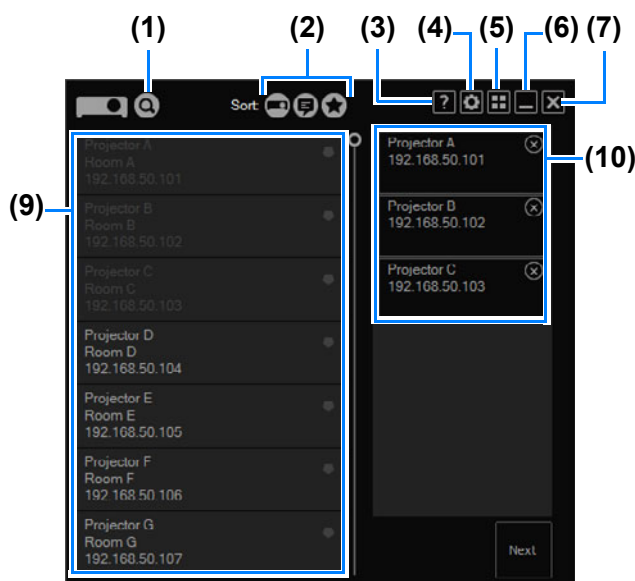 (1)
(2)
(3)
(4)
(5)
(6)
(7)
Sort:
?
Projector A
Room A
192.168.50.101
Projector B
Room B
192.168.50.102
Projector C
Room C
192.168.50.103
Projector D
Room D
192.168.50.104
Projector E
Room E
192.168.50.105
Projector F
Room F
192.168.50.106
Projector G
Room G
192.168.50.107
(9)
Projector A
192.168.50.101
Projector B
192.168.50.102
Projector C
192.168.50.103
(10)
Next